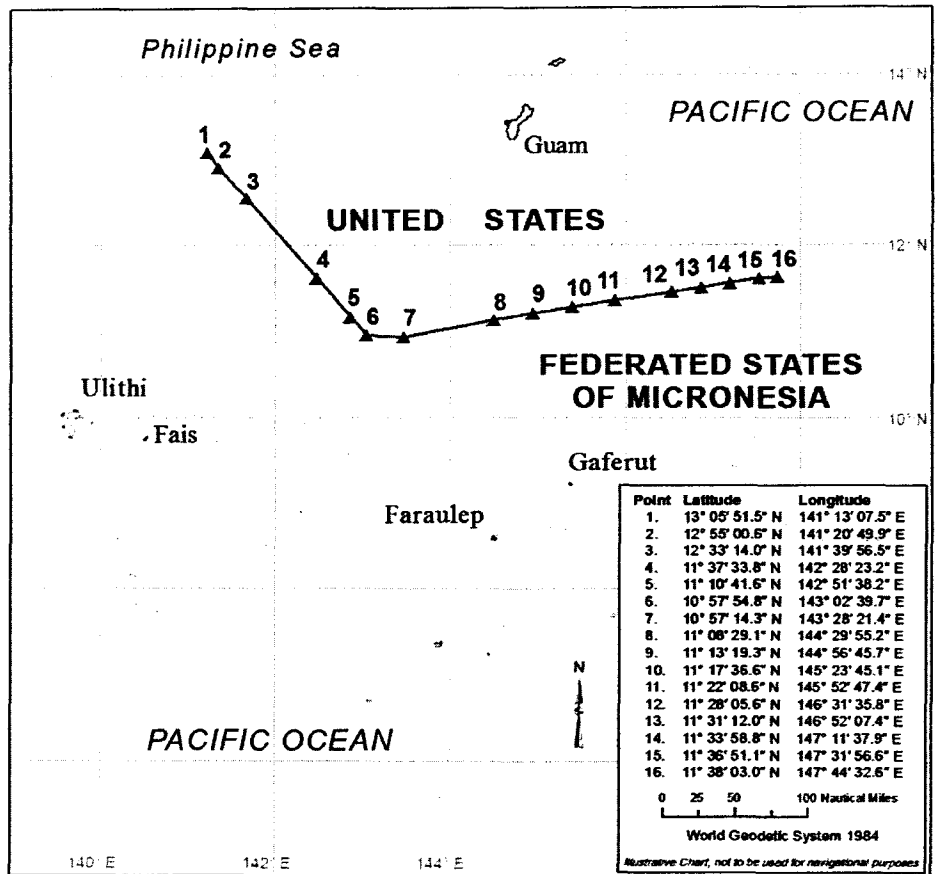 Philippine Sea
14° N
PACIFIC OCEAN
Guam
1
2
3
UNITED STATES
12° N
4
5
6
7
8
9
10
11
12
13
14
15
16
FEDERATED STATES
OF MICRONESIA
Ulithi
Fais
10° N
Gaferut
Faraulep
Point Latitude Longitude
1. 13° 05' 51.5" N 141° 13' 07.5" E
2. 12° 55' 00.6" N 141° 20' 49.9" E
3. 12° 33' 14.0" N 141° 39' 56.5" E
4. 11° 37' 33.8" N 142° 28' 23.2" E
5. 11° 10' 41.6" N 142° 51' 38.2" E
6. 10° 57' 54.8" N 143° 02' 39.7" E
7. 10° 57' 14.3" N 143° 28' 21.4" E
8. 11° 08' 29.1" N 144° 29' 55.2" E
9. 11° 13' 19.3" N 144° 56' 45.7" E
10. 11° 17' 36.6" N 145° 23' 45.1" E
11. 11° 22' 08.6" N 145° 52' 47.4" E
12. 11° 28' 05.6" N 146° 31' 35.8" E
13. 11° 31' 12.0" N 146° 52' 07.4" E
14. 11° 33' 58.8" N 147° 11' 37.9" E
15. 11° 36' 51.1" N 147° 31' 56.6" E
16. 11° 38' 03.0" N 147° 44' 32.6" E
N
PACIFIC OCEAN
0 25 50 100 Nautical Miles
World Geodetic System 1984
Illustrative Chart, not to be used for navigational purposes
140° E
142° E
144° E